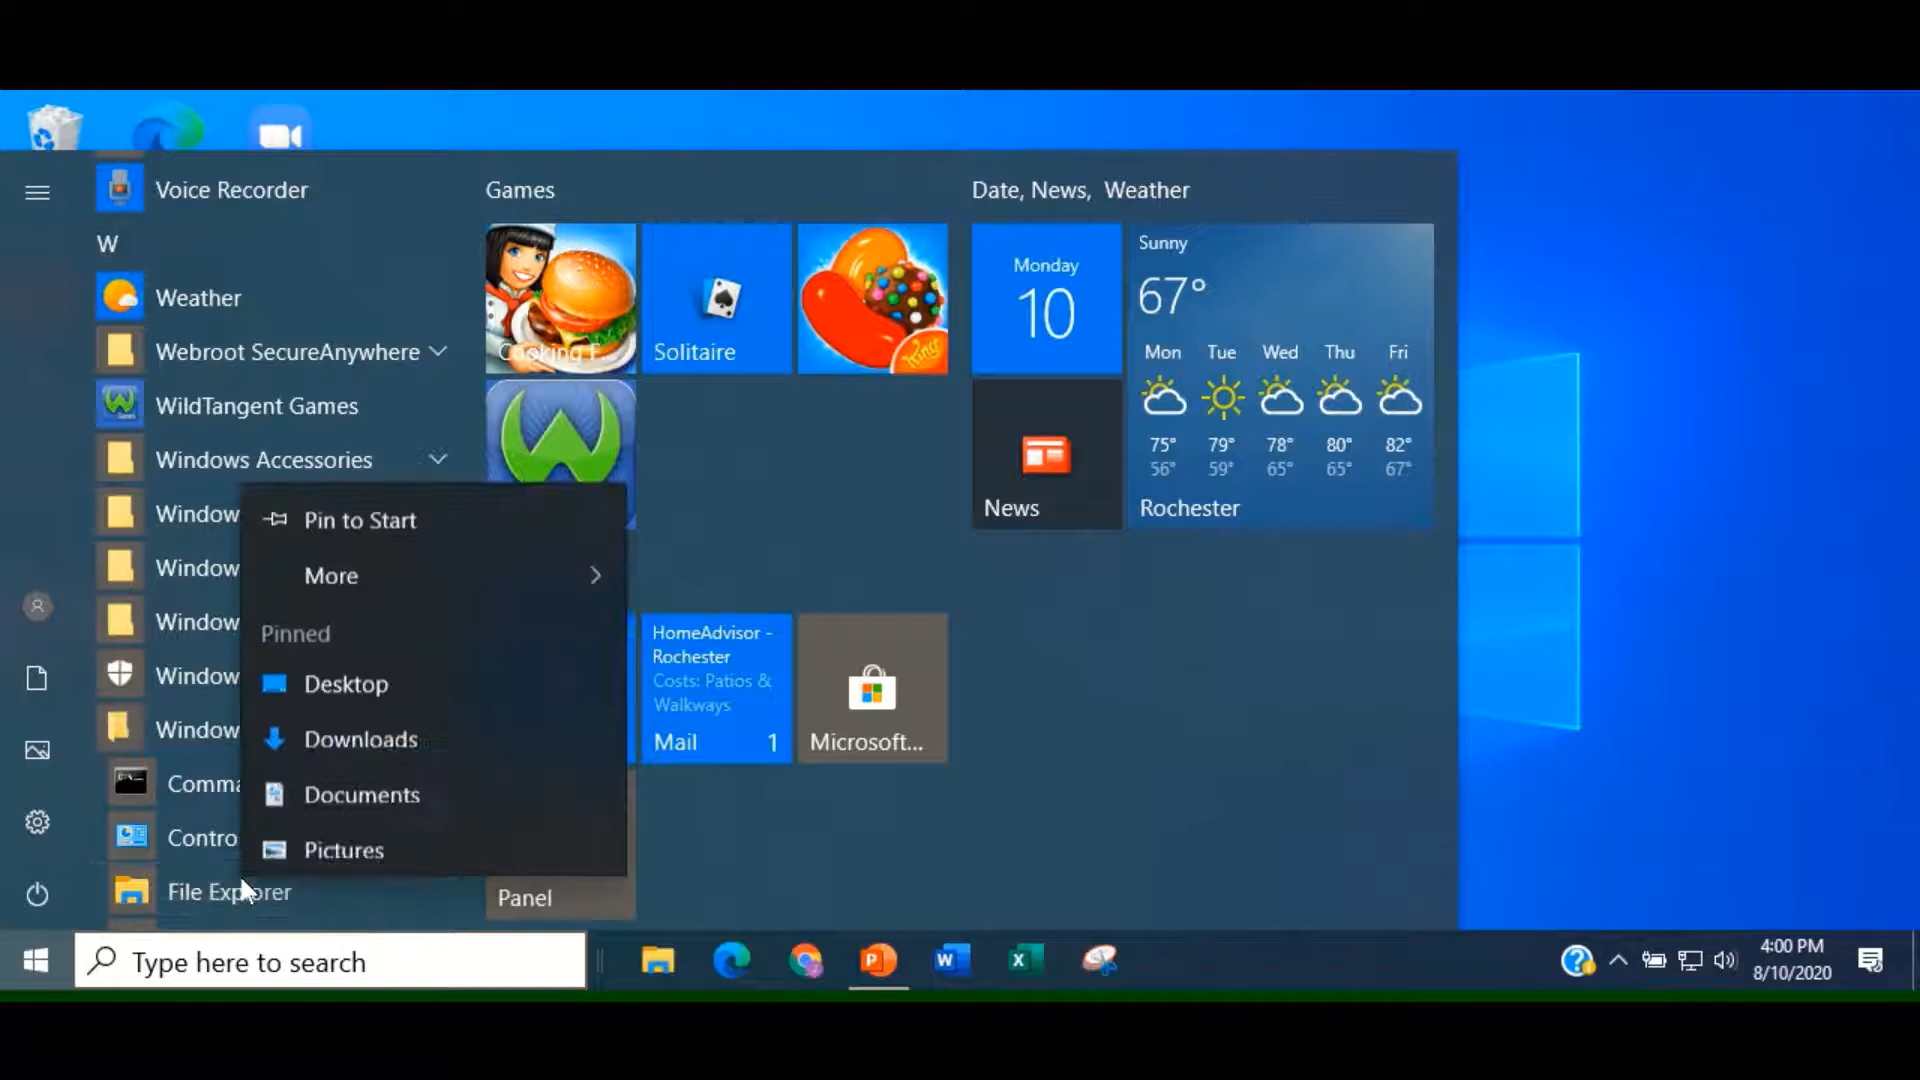 Voice Recorder
W
Weather
Webroot SecureAnywhere
WildTangent Games
Windows Accessories
Window
Window
Window
Window
Window
Comma
Contro
File Explorer
Pin to Start
More
Pinned
Desktop
Downloads
Documents
Pictures
Games
Cooking F...
Solitaire
King
HomeAdvisor -
Rochester
Costs: Patios &
Walkways
Mail 1
Microsoft...
Panel
Date, News, Weather
Monday
10
Sunny
67°
Mon Tue Wed Thu Fri
75° 79° 78° 80° 82°
56° 59° 65° 65° 67°
Rochester
News
Type here to search
4:00 PM
8/10/2020